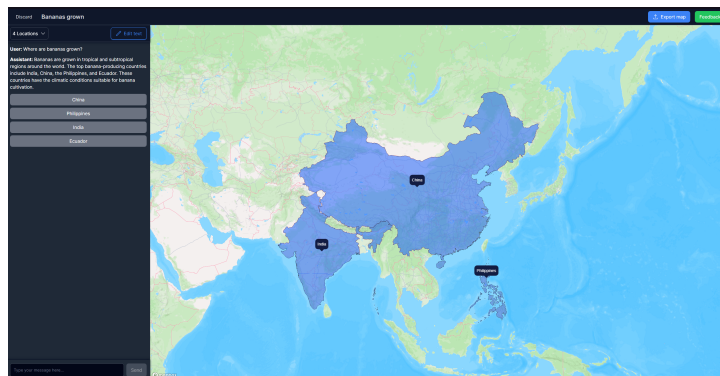 Discord Bananas grown
Export map
Feedback
4 Locations
Edit text
User: Where are bananas grown?
Assistant: Bananas are grown in tropical and subtropical
regions around the world. The top banana-producing countries
include India, China, the Philippines, and Ecuador. These
countries have the climatic conditions suitable for banana
cultivation.
China
Philippines
India
Ecuador
China
India
Philippines
Type your message here...
Send